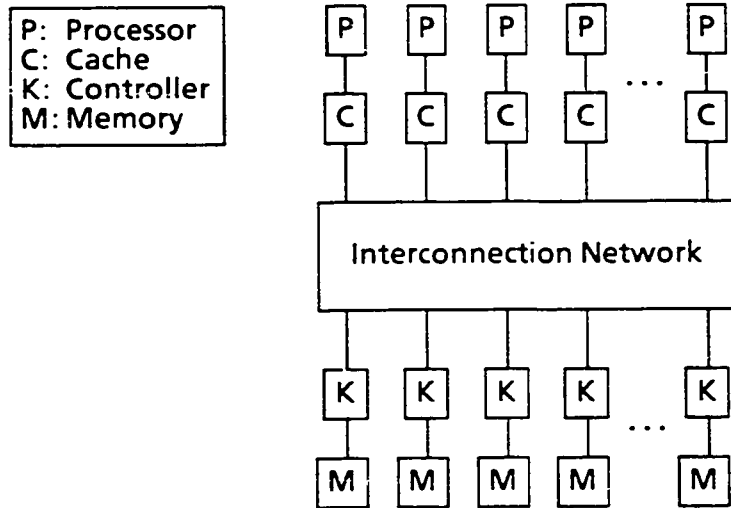 P: Processor
C: Cache
K: Controller
M: Memory
P P P P P
...
C C C C C
Interconnection Network
K K K K K
...
M M M M M